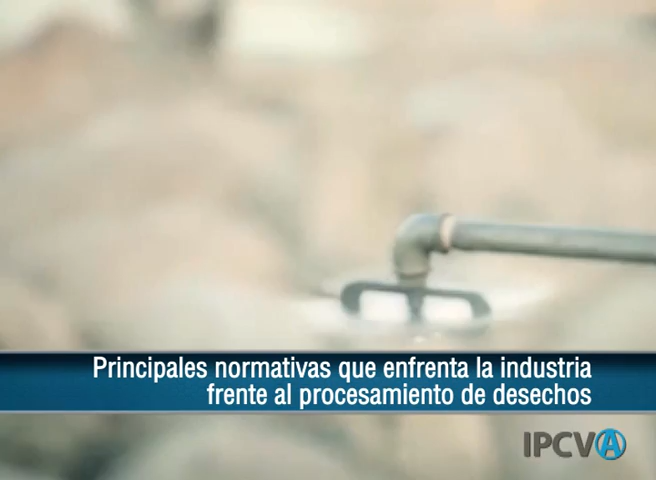 Principales normativas que enfrenta la industria
frente al procesamiento de desechos
IPCVA